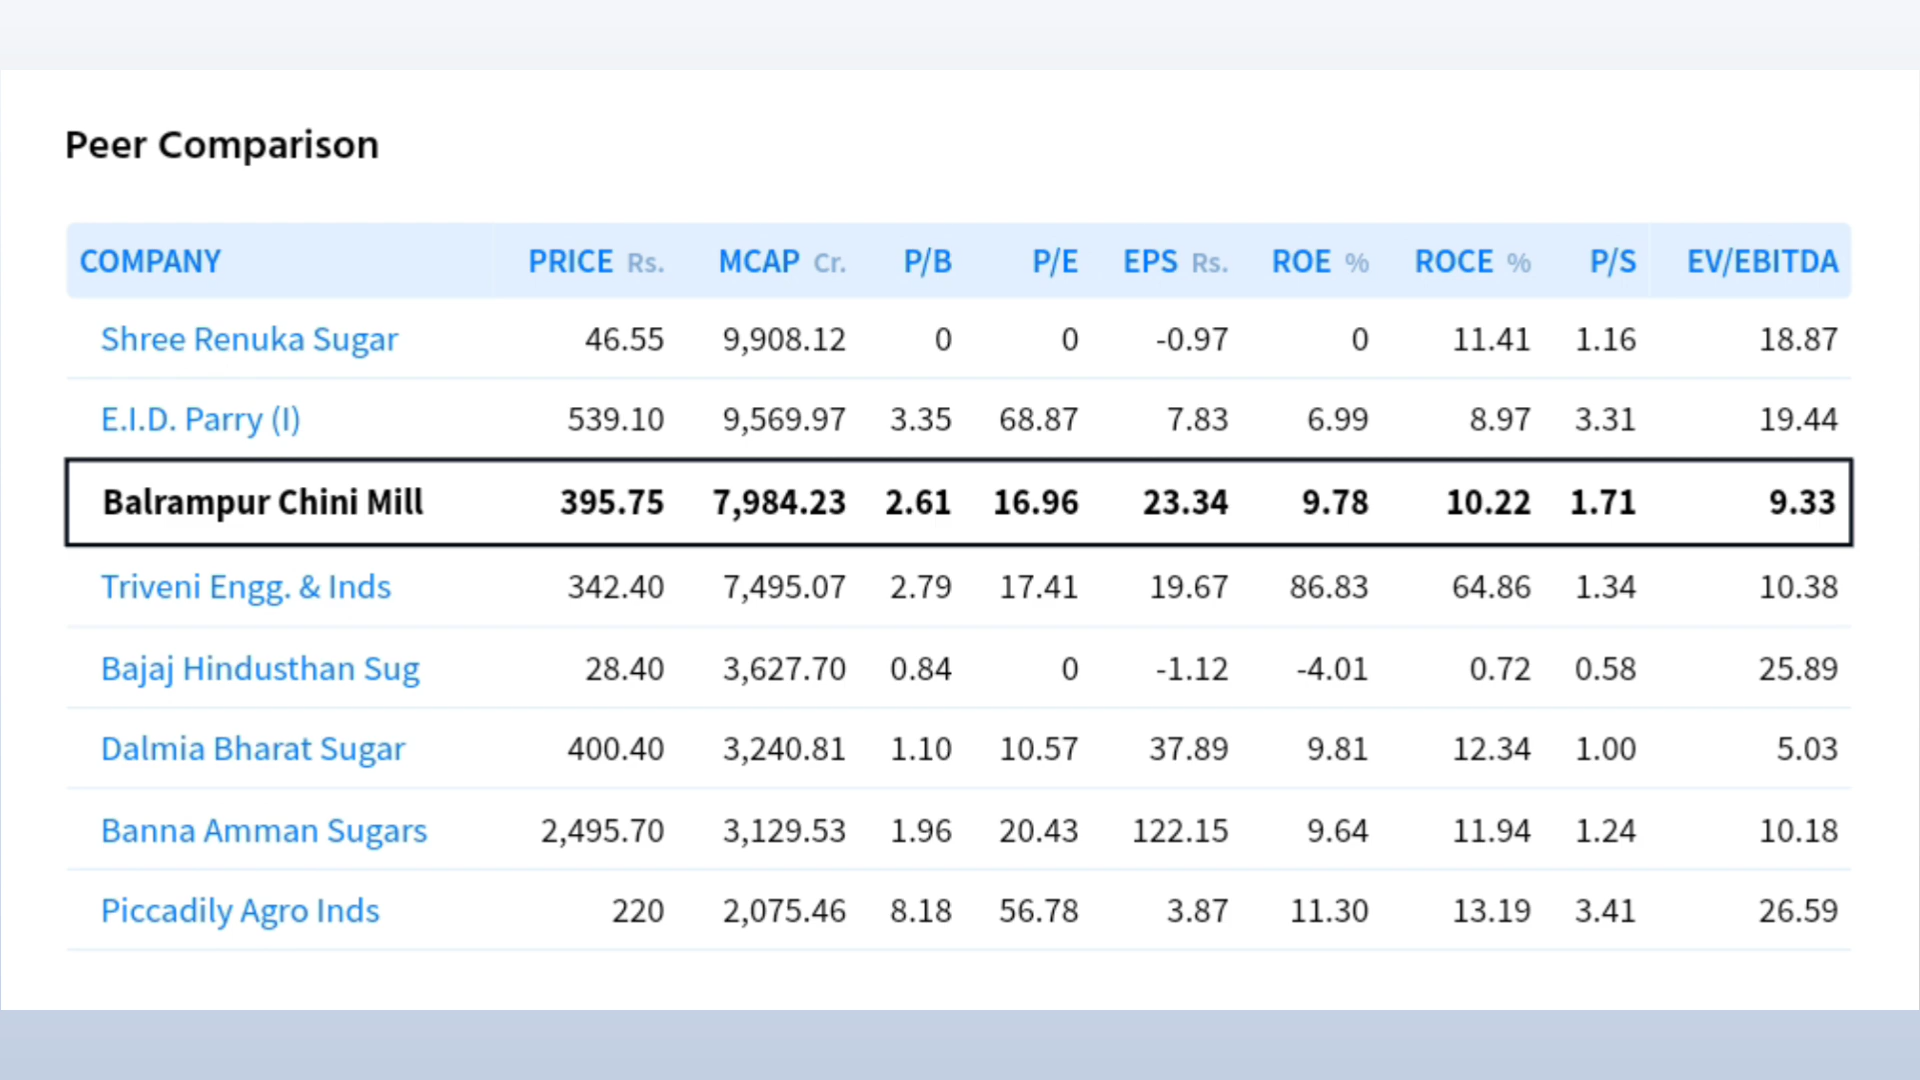 Peer Comparison
COMPANY PRICE Rs. MCAP Cr. P/B P/E EPS Rs. ROE % ROCE % P/S EV/EBITDA
Shree Renuka Sugar 46.55 9,908.12 0 0 -0.97 0 11.41 1.16 18.87
E.I.D. Parry (I) 539.10 9,569.97 3.35 68.87 7.83 6.99 8.97 3.31 19.44
Balrampur Chini Mill 395.75 7,984.23 2.61 16.96 23.34 9.78 10.22 1.71 9.33
Triveni Engg. & Inds 342.40 7,495.07 2.79 17.41 19.67 86.83 64.86 1.34 10.38
Bajaj Hindusthan Sug 28.40 3,627.70 0.84 0 -1.12 -4.01 0.72 0.58 25.89
Dalmia Bharat Sugar 400.40 3,240.81 1.10 10.57 37.89 9.81 12.34 1.00 5.03
Banna Amman Sugars 2,495.70 3,129.53 1.96 20.43 122.15 9.64 11.94 1.24 10.18
Piccadily Agro Inds 220 2,075.46 8.18 56.78 3.87 11.30 13.19 3.41 26.59